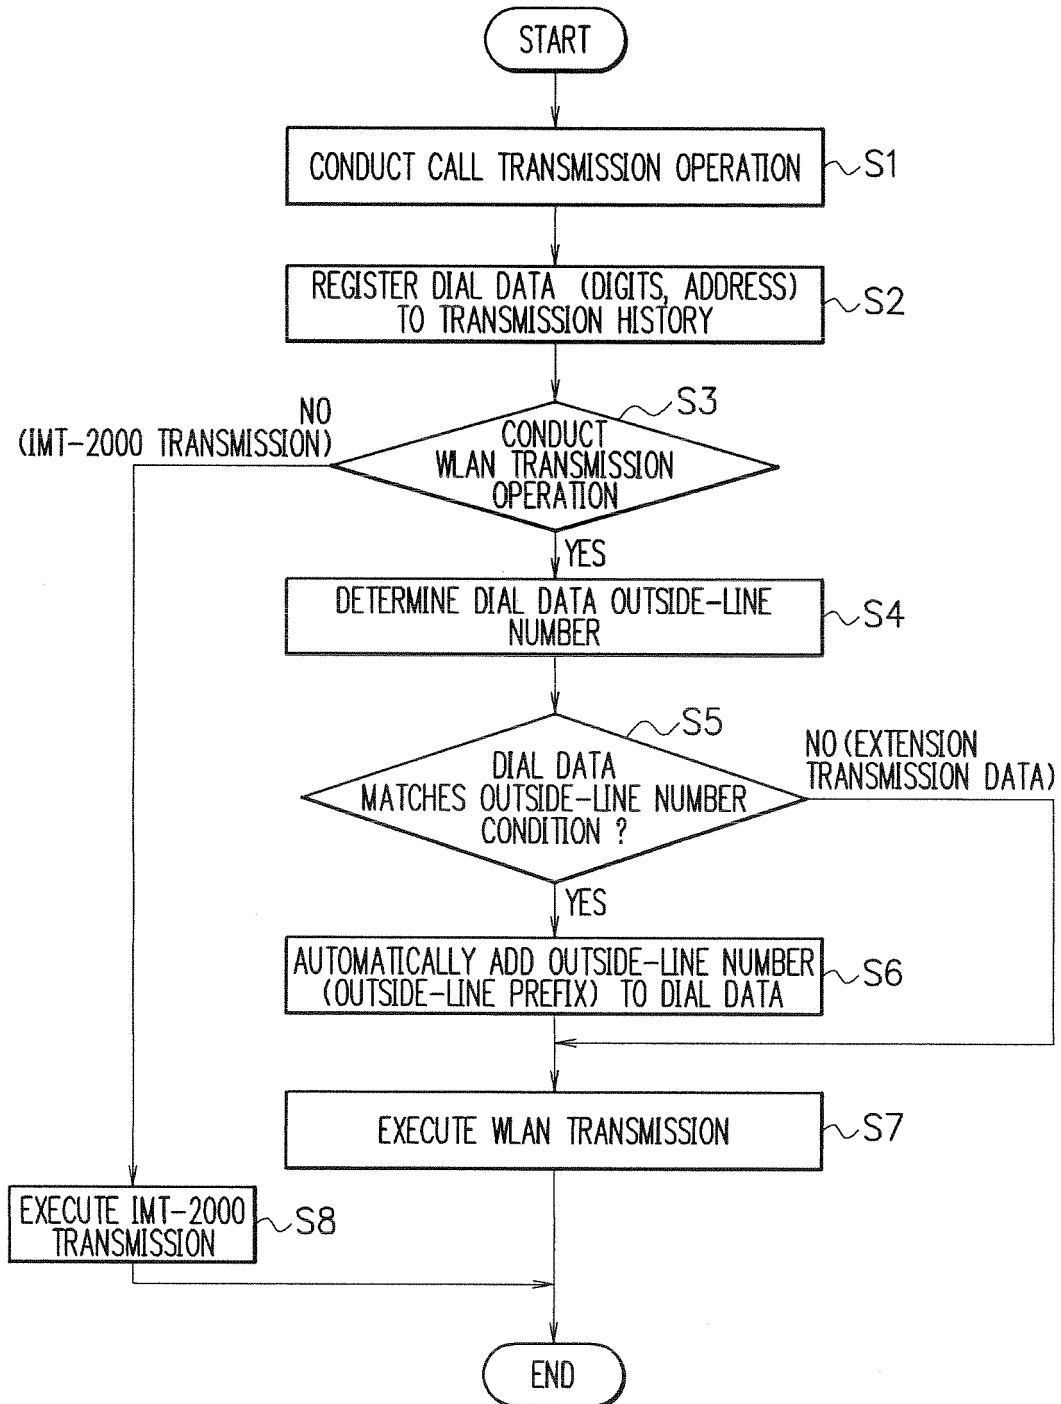 START
CONDUCT CALL TRANSMISSION OPERATION
S1
REGISTER DIAL DATA (DIGITS, ADDRESS)
TO TRANSMISSION HISTORY
S2
S3
NO
(IMT-2000 TRANSMISSION)
CONDUCT
WLAN TRANSMISSION
OPERATION
YES
DETERMINE DIAL DATA OUTSIDE-LINE
NUMBER
S4
S5
NO (EXTENSION
TRANSMISSION DATA)
DIAL DATA
MATCHES OUTSIDE-LINE NUMBER
CONDITION ?
YES
AUTOMATICALLY ADD OUTSIDE-LINE NUMBER
(OUTSIDE-LINE PREFIX) TO DIAL DATA
S6
EXECUTE WLAN TRANSMISSION
S7
EXECUTE IMT-2000
TRANSMISSION
S8
END